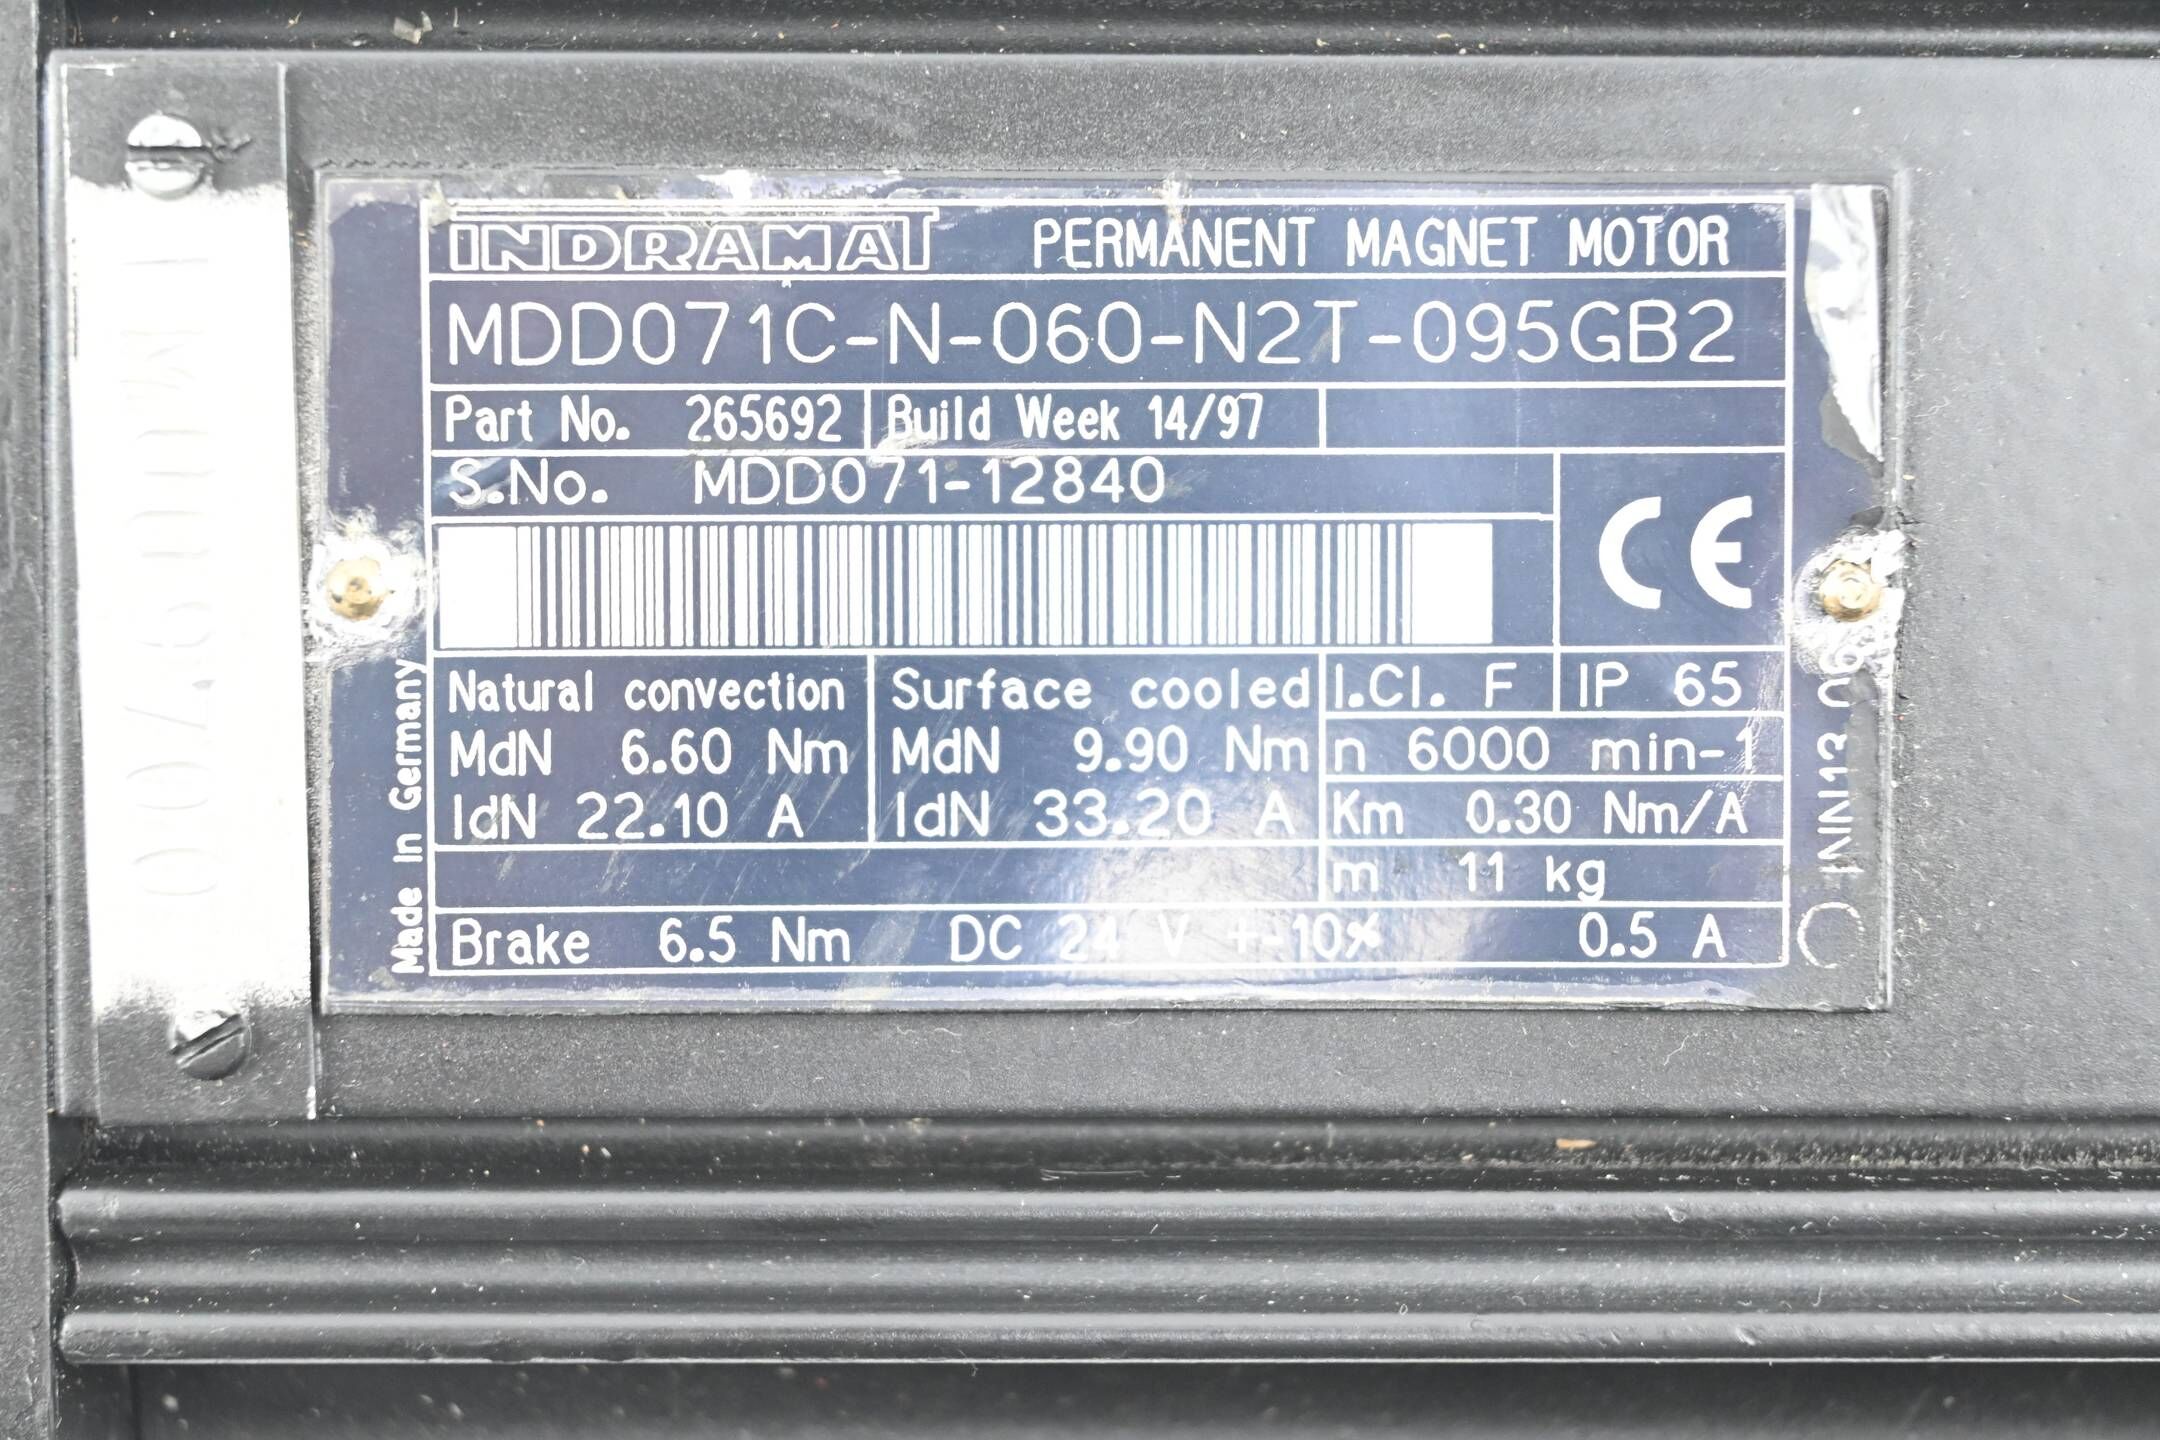 INDRAMAT PERMANENT MAGNET MOTOR
MDD071C-N-060-N2T-095GB2
Part No. 265692 Build Week 14/97
S.No. MDD071-12840
CE
Natural convection Surface cooled I.Cl. F IP 65
MdN 6.60 Nm MdN 9.90 Nm n 6000 min-1
IdN 22.10 A IdN 33.20 A Km 0.30 Nm/A
m 11 kg
Brake 6.5 Nm DC 24 V +-10% 0.5 A
Made in Germany